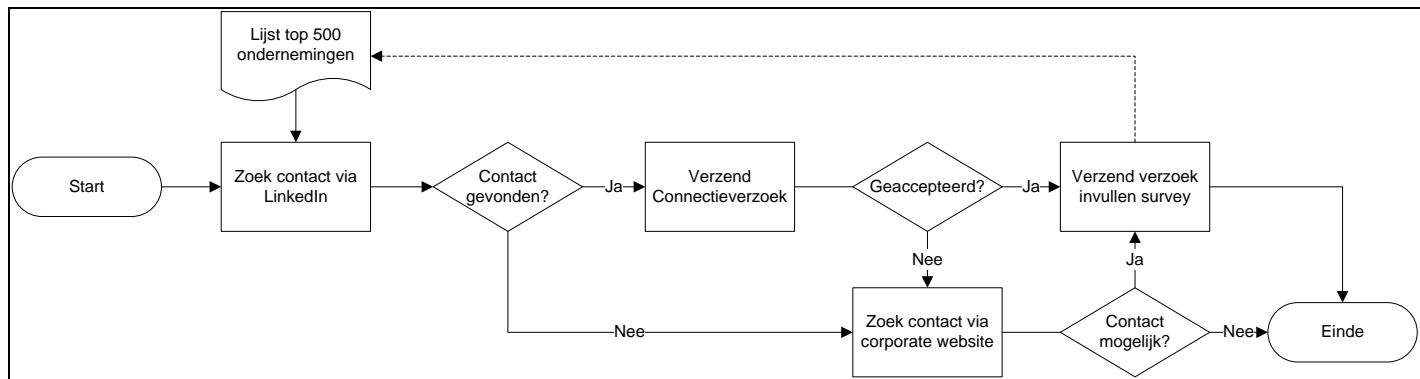 Lijst top 500
ondernemingen
Start
Zoek contact via
LinkedIn
Contact
gevonden?
Ja
Verzend
Connectieverzoek
Geaccepteerd?
Ja
Verzend verzoek
invullen survey
Nee
Ja
Nee
Zoek contact via
corporate website
Contact
mogelijk?
Nee
Einde